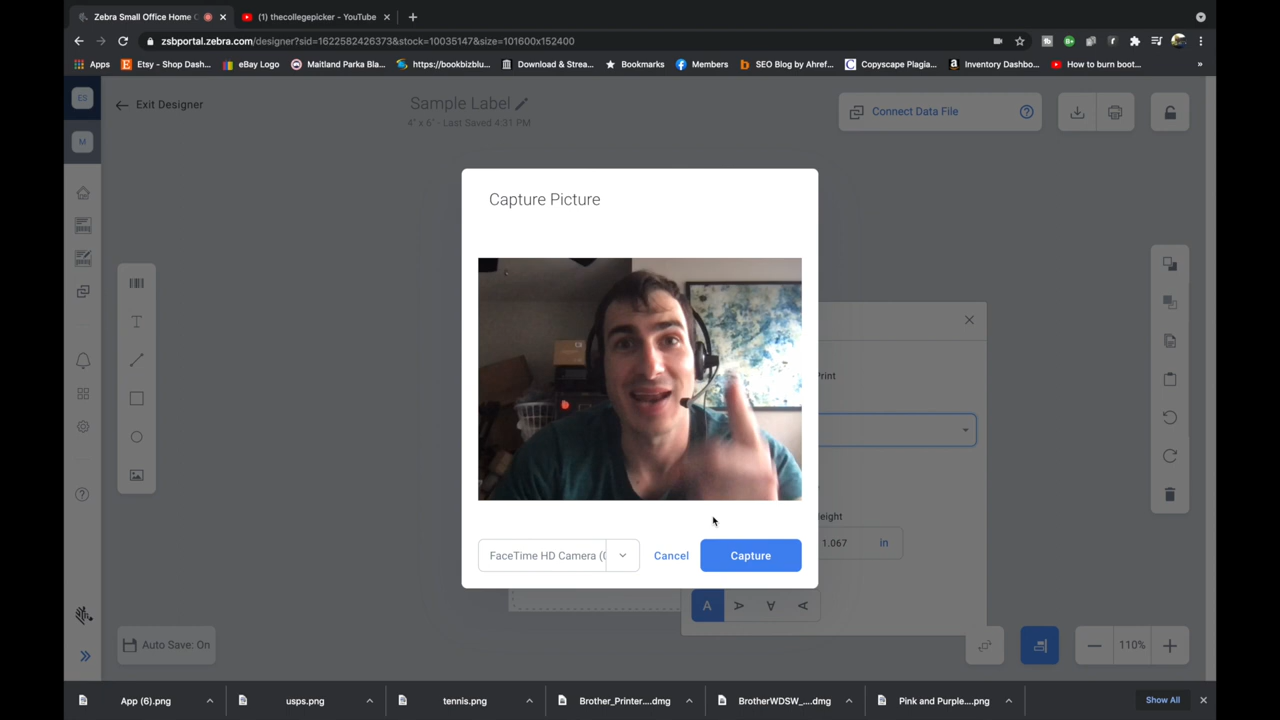 Zebra Small Office Home O
(1) thecollegepicker - YouTube
zsbportal.zebra.com/designer?sid=1622582426373&stock=10035147&size=101600x152400
Apps
Etsy - Shop Dash...
eBay Logo
Maitland Parka Bla...
https://bookbizblu...
Download & Strea...
Bookmarks
Members
SEO Blog by Ahref...
Copyscape Plagia...
Inventory Dashbo...
How to burn boot...
»
ES
Exit Designer
Sample Label
4" x 6" - Last Saved 4:31 PM
Connect Data File
M
Capture Picture
Print
Height
1.067 in
FaceTime HD Camera (
Cancel
Capture
A A A A
Auto Save: On
110%
App (6).png
usps.png
tennis.png
Brother_Printer....dmg
BrotherWDSW_....dmg
Pink and Purple....png
Show All